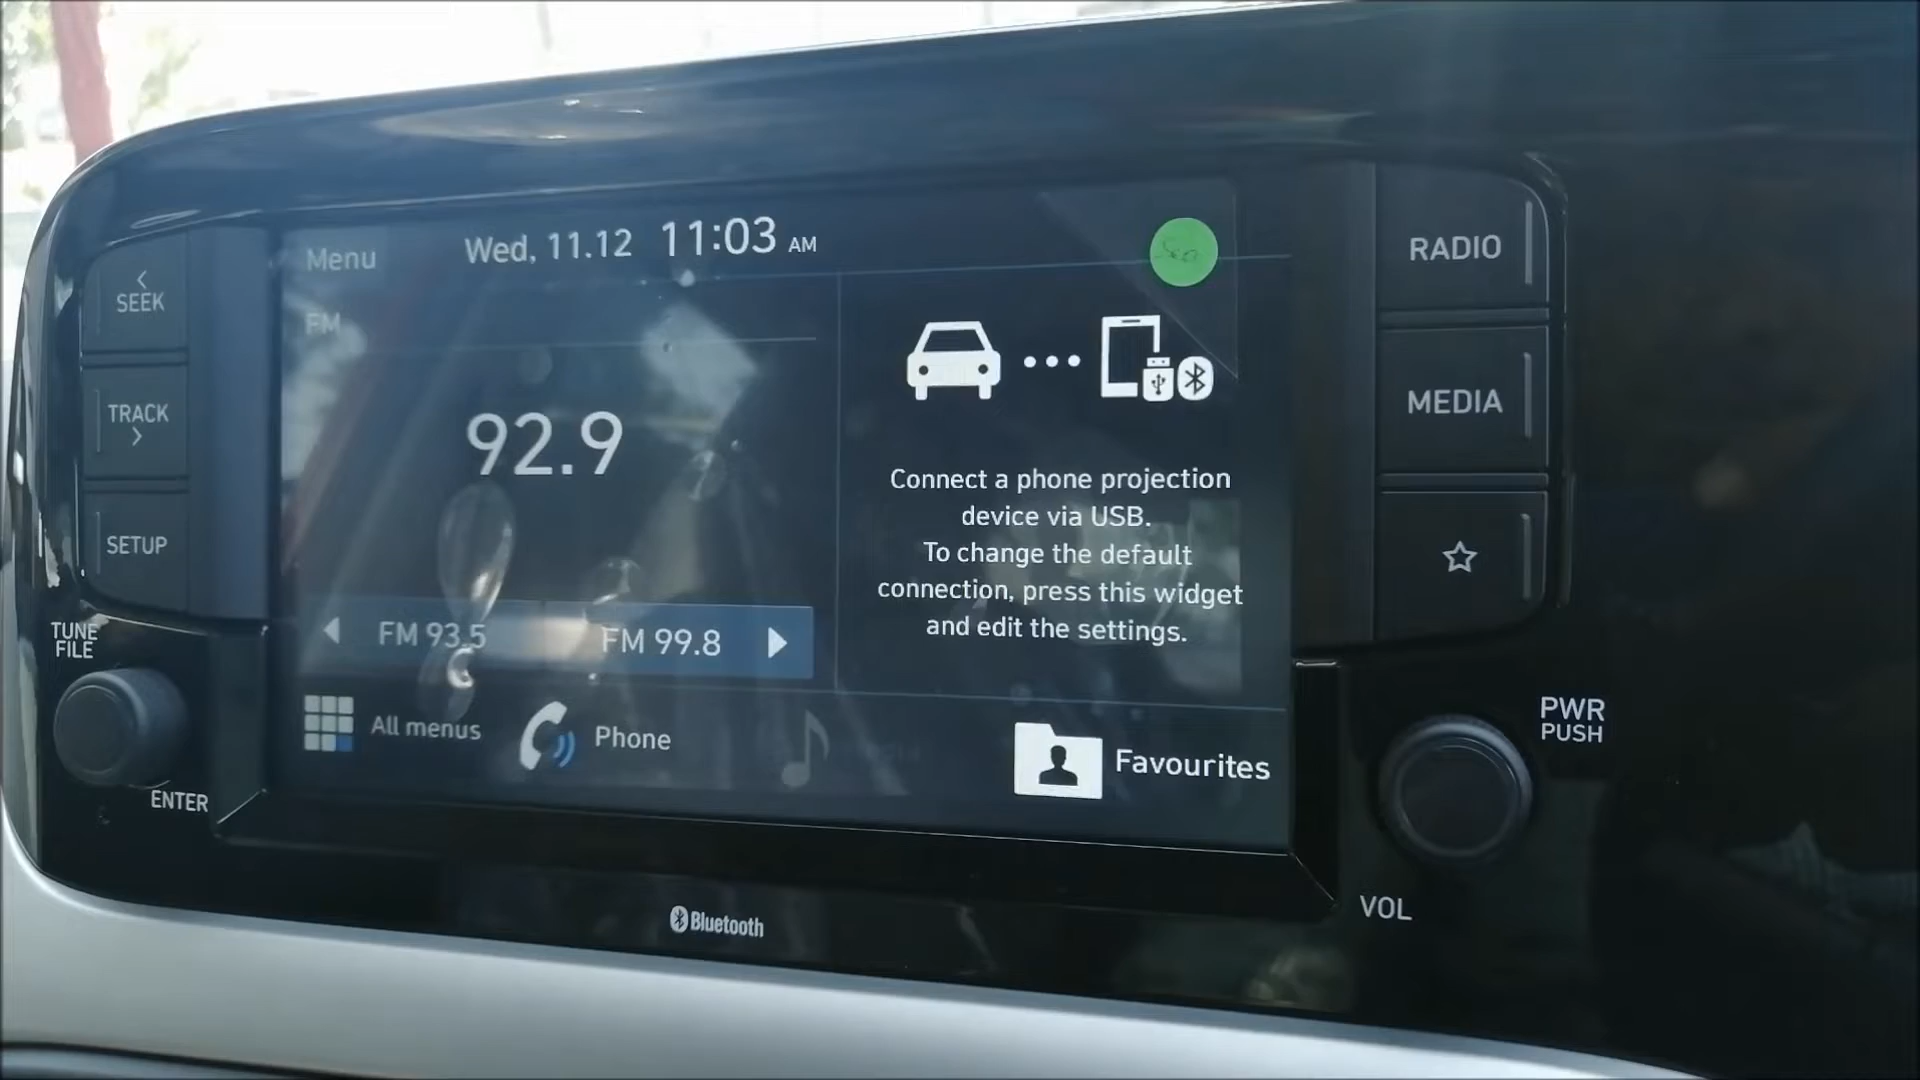 Menu
Wed, 11.12 11:03 AM
FM
92.9
FM 93.5 FM 99.8
Connect a phone projection
device via USB.
To change the default
connection, press this widget
and edit the settings.
All menus
Phone
Favourites
SEEK
TRACK
SETUP
TUNE
FILE
ENTER
RADIO
MEDIA
PWR
PUSH
VOL
Bluetooth